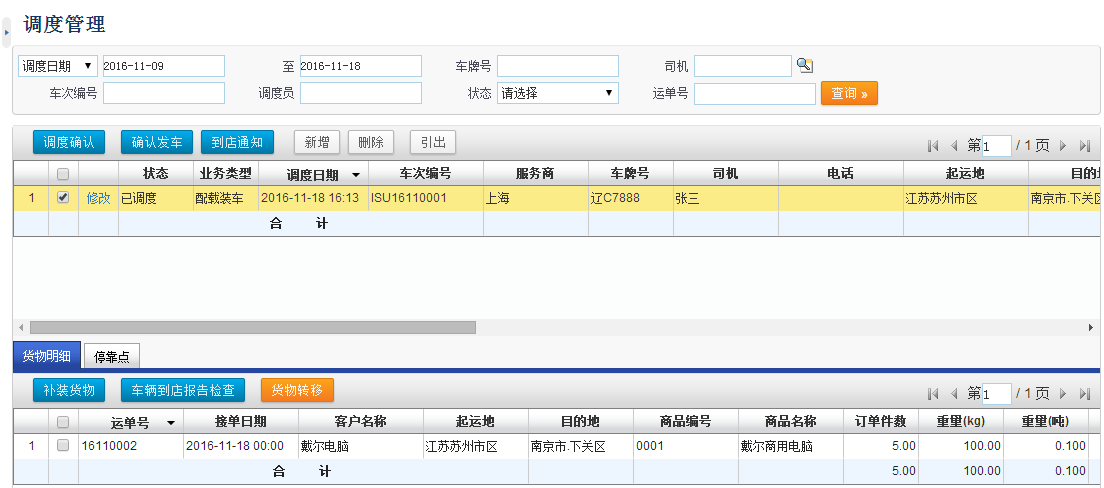 调度管理
调度日期 2016-11-09 至 2016-11-18 车牌号 司机
车次编号 调度员 状态 请选择 运单号 查询 »
调度确认 确认发车 到店通知 新增 删除 引出 第 1 / 1 页
状态 业务类型 调度日期 车次编号 服务商 车牌号 司机 电话 起运地 目的地
1 修改 已调度 配载装车 2016-11-18 16:13 ISU16110001 上海 辽C7888 张三 江苏苏州市区 南京市.下关区
合 计
货物明细 停靠点
补装货物 车辆到店报告检查 货物转移 第 1 / 1 页
运单号 接单日期 客户名称 起运地 目的地 商品编号 商品名称 订单件数 重量(kg) 重量(吨)
1 16110002 2016-11-18 00:00 戴尔电脑 江苏苏州市区 南京市.下关区 0001 戴尔商用电脑 5.00 100.00 0.100
合 计 5.00 100.00 0.100